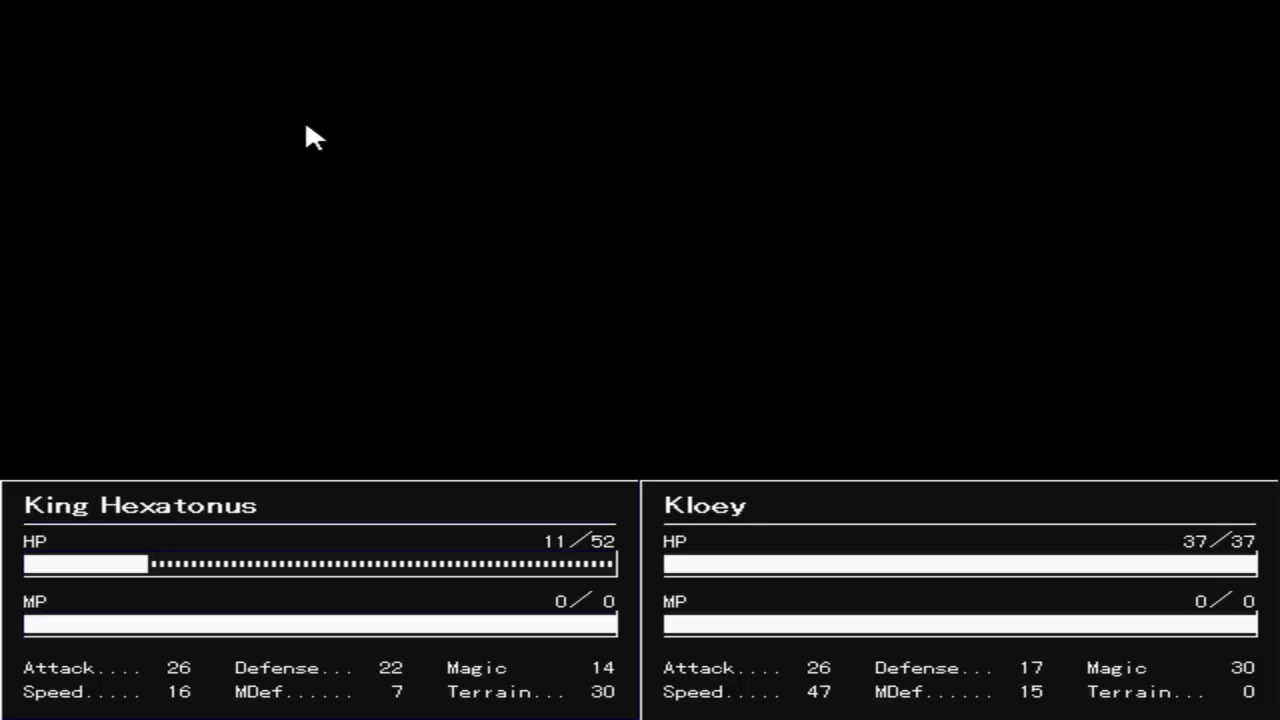 King Hexatonus
HP 11／52
MP 0／ 0
Attack.... 26 Defense... 22 Magic 14
Speed..... 16 MDef...... 7 Terrain... 30
Kloey
HP 37／37
MP 0／ 0
Attack.... 26 Defense... 17 Magic 30
Speed..... 47 MDef...... 15 Terrain... 0